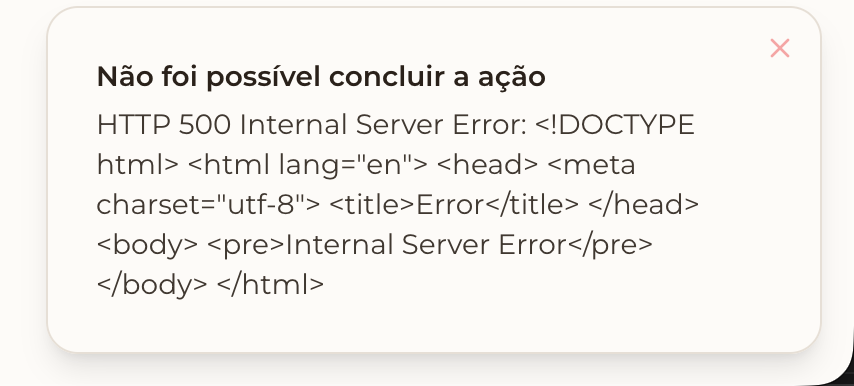 Não foi possível concluir a ação
HTTP 500 Internal Server Error: <!DOCTYPE
html> <html lang="en"> <head> <meta
charset="utf-8"> <title>Error</title> </head>
<body> <pre>Internal Server Error</pre>
</body> </html>